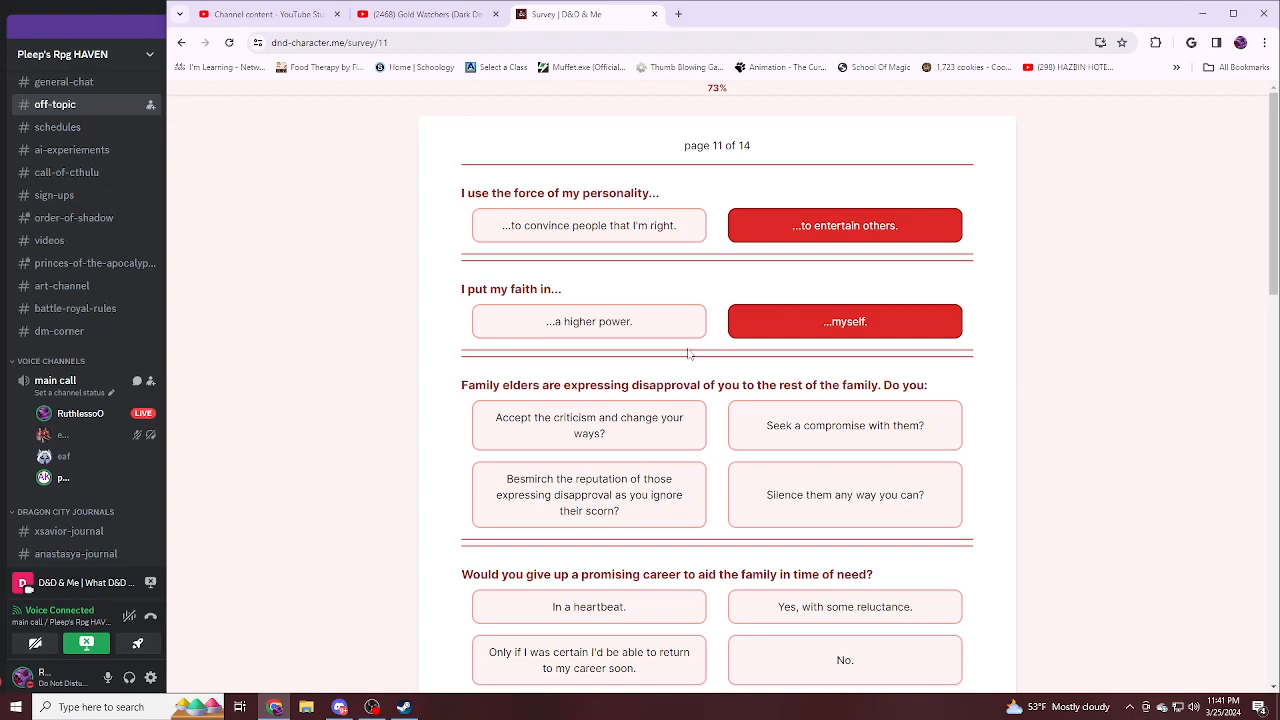 Pleep's Rpg HAVEN
general-chat
off-topic
schedules
ai-experiements
call-of-cthulu
sign-ups
order-of-shadow
videos
princes-of-the-apocalyp...
art-channel
battle-royal-rules
dm-corner
VOICE CHANNELS
main call
Set a channel status
RuthlessoO
LIVE
e...
eaf
AK
p...
DRAGON CITY JOURNALS
xsavior-journal
anastasya-journal
D
D&D & Me | What D&D ...
Voice Connected
main call / Pleep's Rpg HAV...
R...
Do Not Distu...
Channel content - YouTube Stu
(2468) Gold Watchers (Dark De
Survey | D&D & Me
dnd-character.me/survey/11
I'm Learning - Netw...
Food Therapy by Fi...
Home | Schoology
Select a Class
Muffet.exe(Official...
Thumb Blowing Ga...
Animation - The Cur...
School Of Magic
1,723 cookies - Coo...
(298) HAZBIN HOTE...
All Bookmarks
73%
page 11 of 14
I use the force of my personality...
...to convince people that I'm right.
...to entertain others.
I put my faith in...
...a higher power.
...myself.
Family elders are expressing disapproval of you to the rest of the family. Do you:
Accept the criticism and change your
ways?
Seek a compromise with them?
Besmirch the reputation of those
expressing disapproval as you ignore
their scorn?
Silence them any way you can?
Would you give up a promising career to aid the family in time of need?
In a heartbeat.
Yes, with some reluctance.
Only if I was certain I'd be able to return
to my career soon.
No.
Type here to search
53°F Mostly cloudy
11:41 PM
3/25/2024